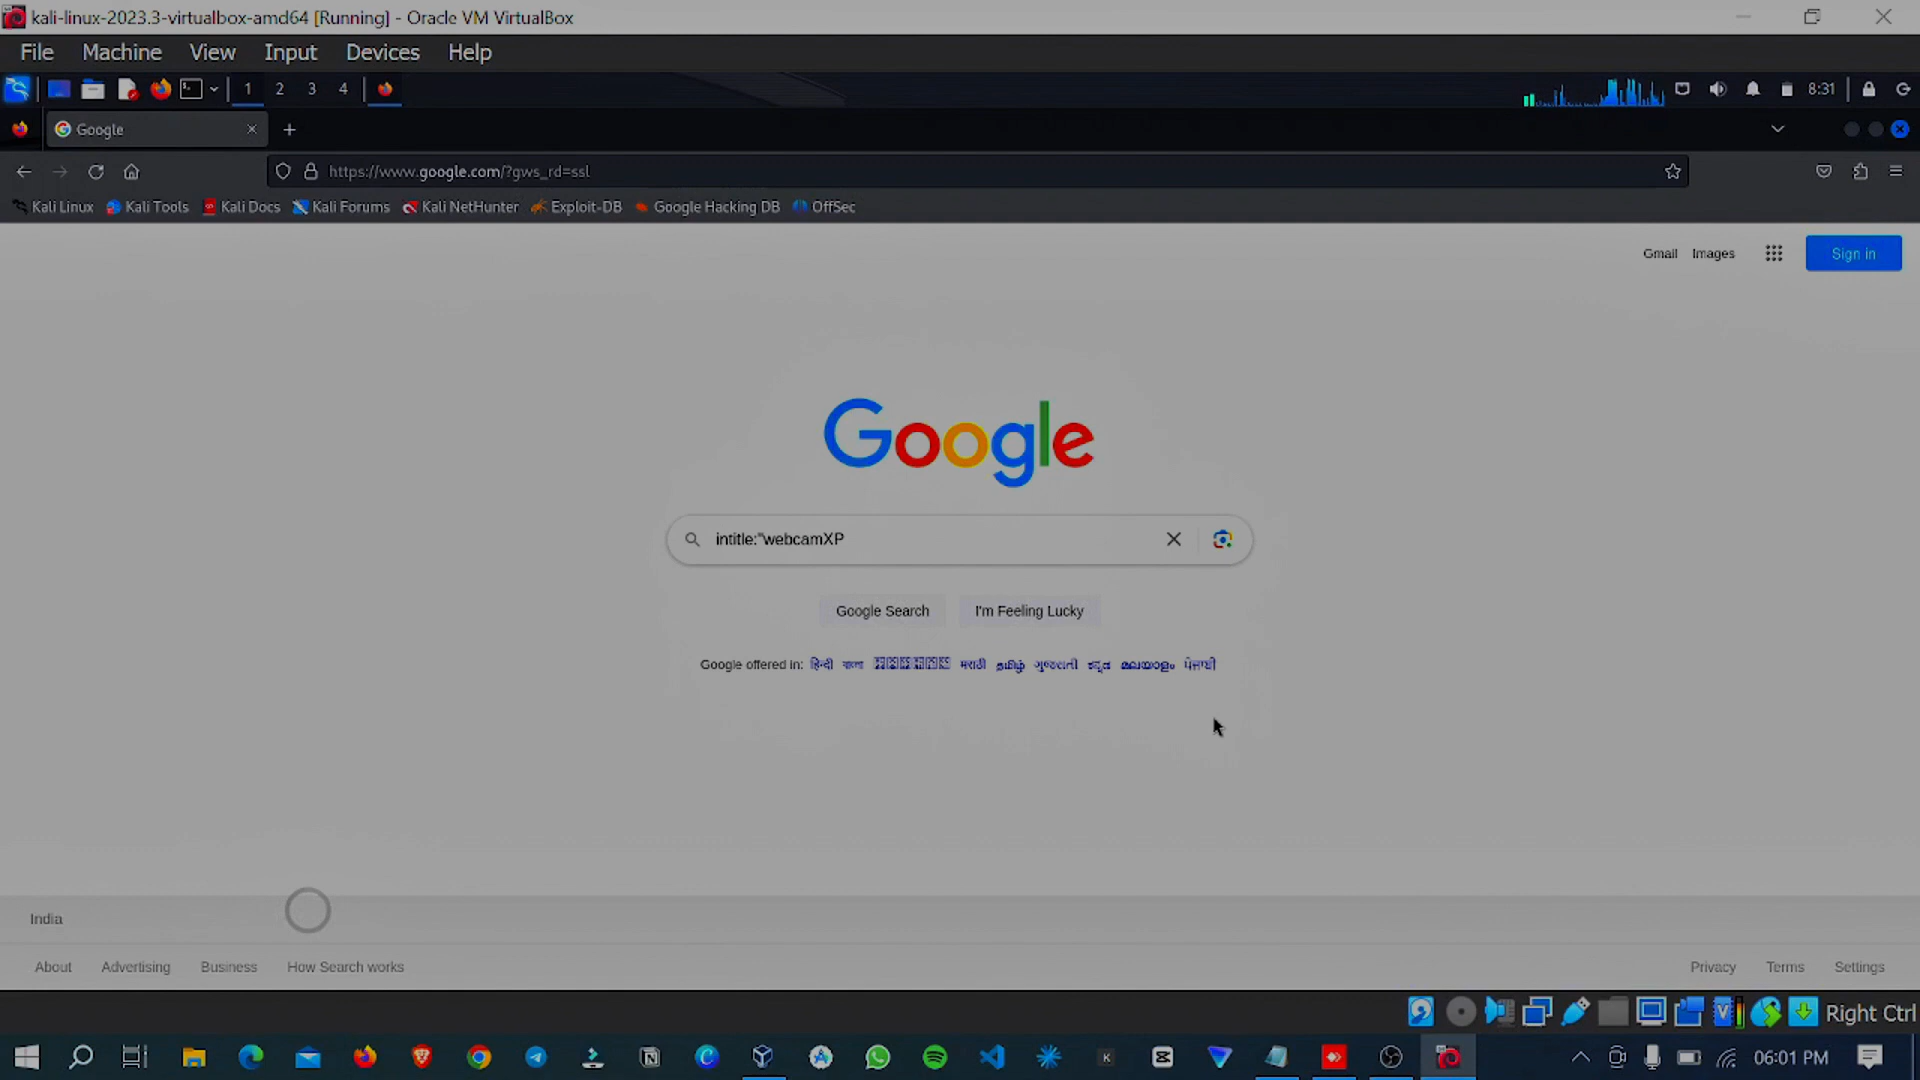 kali-linux-2023.3-virtualbox-amd64 [Running] - Oracle VM VirtualBox
File Machine View Input Devices Help
1 2 3 4 8:31
Google
https://www.google.com/?gws_rd=ssl
Kali Linux Kali Tools Kali Docs Kali Forums Kali NetHunter Exploit-DB Google Hacking DB OffSec
Gmail Images Sign in
Google
intitle:"webcamXP
Google Search I'm Feeling Lucky
Google offered in: हिन्दी বাংলা मराठी தமிழ் ગુજરાતી ಕನ್ನಡ മലയാളം ਪੰਜਾਬੀ
India
About Advertising Business How Search works Privacy Terms Settings
Right Ctrl
06:01 PM